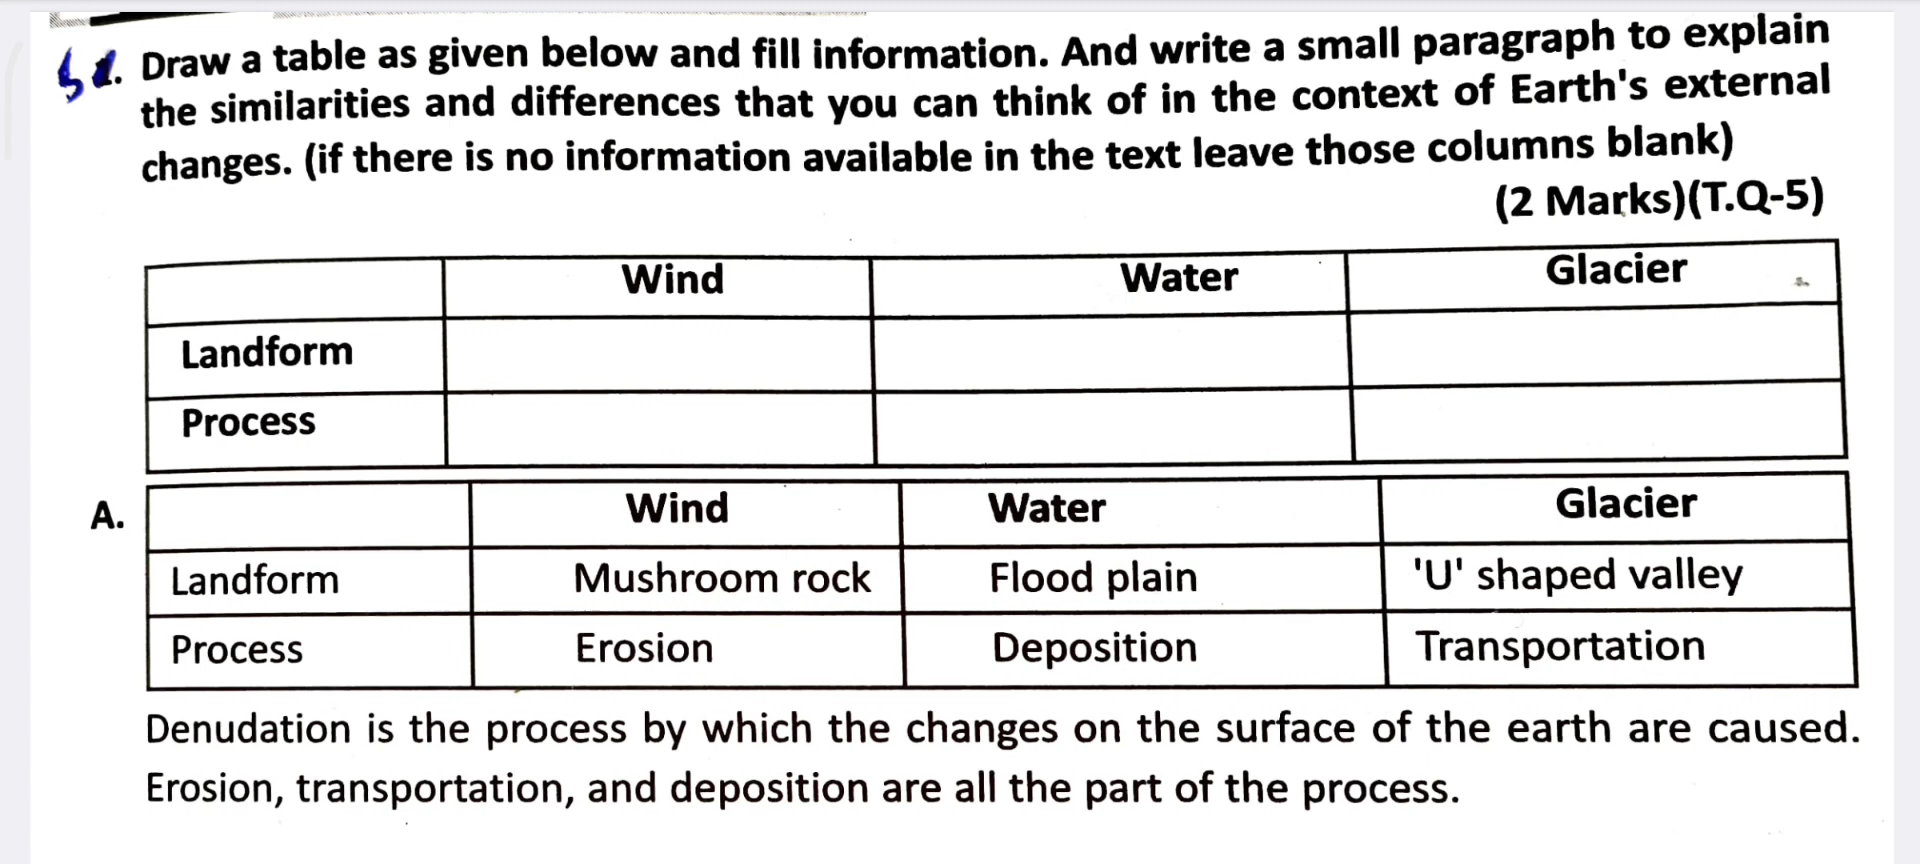 51. Draw a table as given below and fill information. And write a small paragraph to explain
the similarities and differences that you can think of in the context of Earth's external
changes. (if there is no information available in the text leave those columns blank)
(2 Marks)(T.Q-5)
Wind Water Glacier
Landform
Process
A. Wind Water Glacier
Landform Mushroom rock Flood plain 'U' shaped valley
Process Erosion Deposition Transportation
Denudation is the process by which the changes on the surface of the earth are caused.
Erosion, transportation, and deposition are all the part of the process.